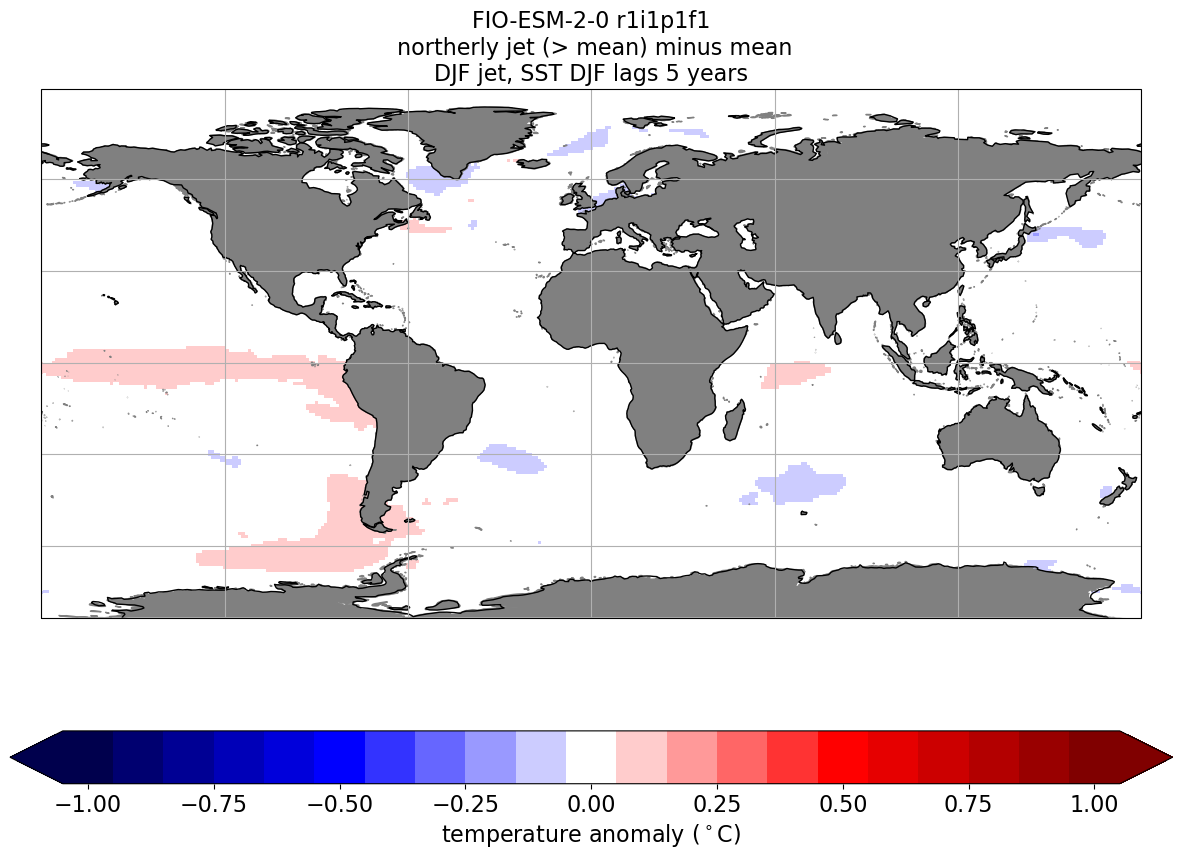 FIO-ESM-2-0 r1i1p1f1
northerly jet (> mean) minus mean
DJF jet, SST DJF lags 5 years
−1.00 −0.75 −0.50 −0.25 0.00 0.25 0.50 0.75 1.00
temperature anomaly (°C)